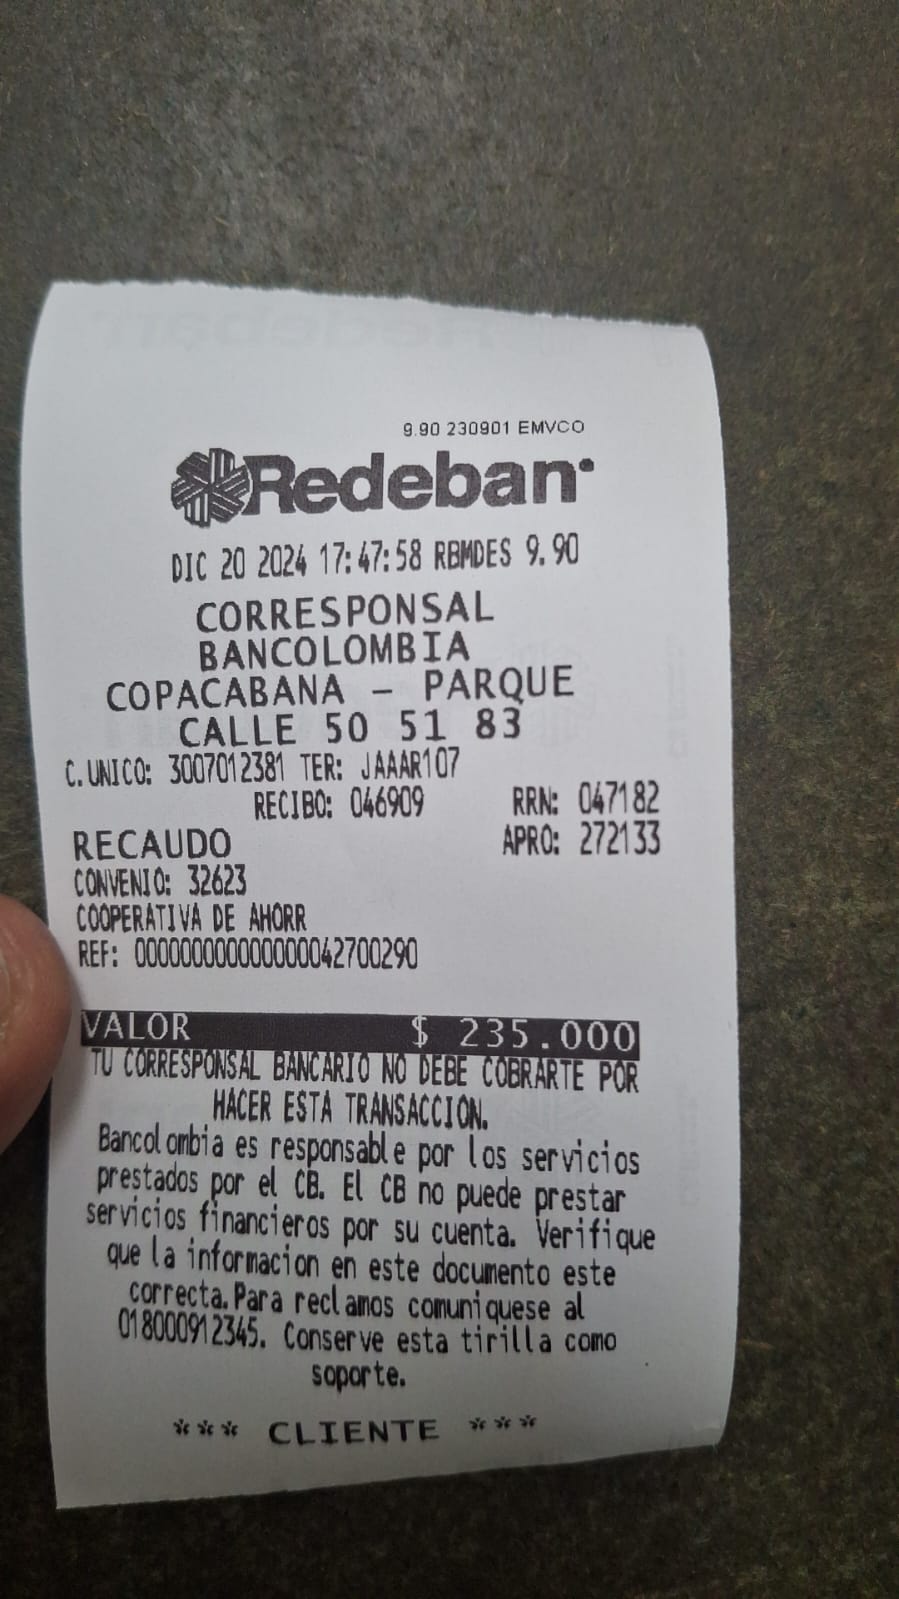 9.90 230901 EMVCO
Redeban
DIC 20 2024 17:47:58 RBMDES 9.90
CORRESPONSAL
BANCOLOMBIA
COPACABANA – PARQUE
CALLE 50 51 83
C.UNICO: 3007012381 TER: JAAAR107
RECIBO: 046909 RRN: 047182
RECAUDO APRO: 272133
CONVENIO: 32623
COOPERATIVA DE AHORR
REF: 000000000000000042700290
VALOR $ 235.000
TU CORRESPONSAL BANCARIO NO DEBE COBRARTE POR
HACER ESTA TRANSACCION.
Bancolombia es responsable por los servicios
prestados por el CB. El CB no puede prestar
servicios financieros por su cuenta. Verifique
que la informacion en este documento este
correcta.Para reclamos comuniquese al
018000912345. Conserve esta tirilla como
soporte.
*** CLIENTE ***